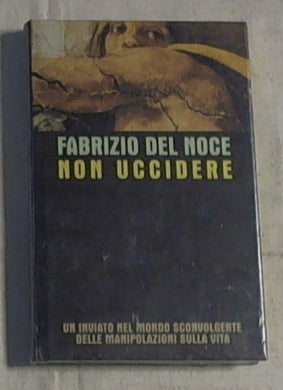 FABRIZIO DEL NOCE
NON UCCIDERE
UN INVIATO NEL MONDO SCONVOLGENTE
DELLE MANIPOLAZIONI SULLA VITA